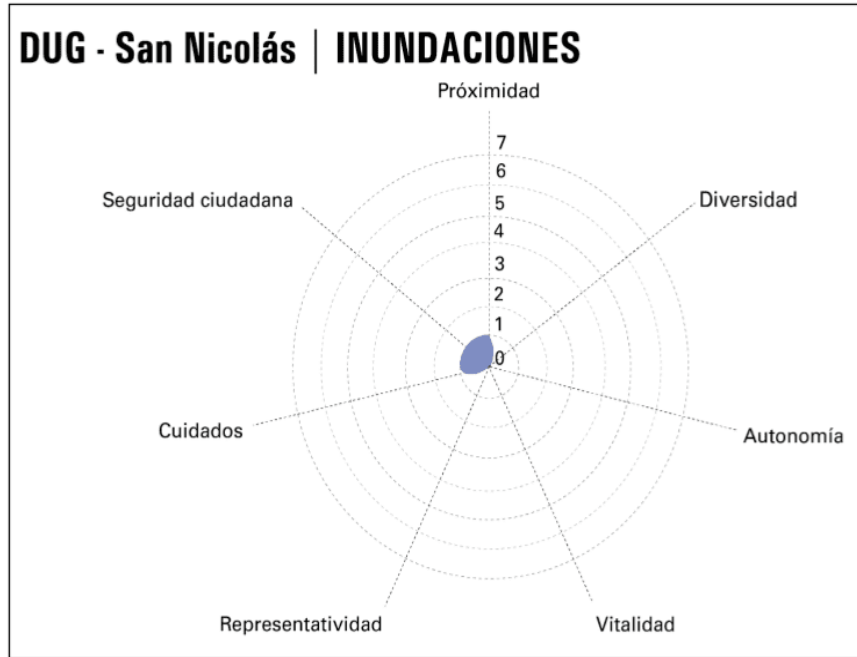 DUG - San Nicolás | INUNDACIONES
Próximidad
7
6
5
4
3
2
1
0
Seguridad ciudadana
Diversidad
Cuidados
Autonomía
Representatividad
Vitalidad